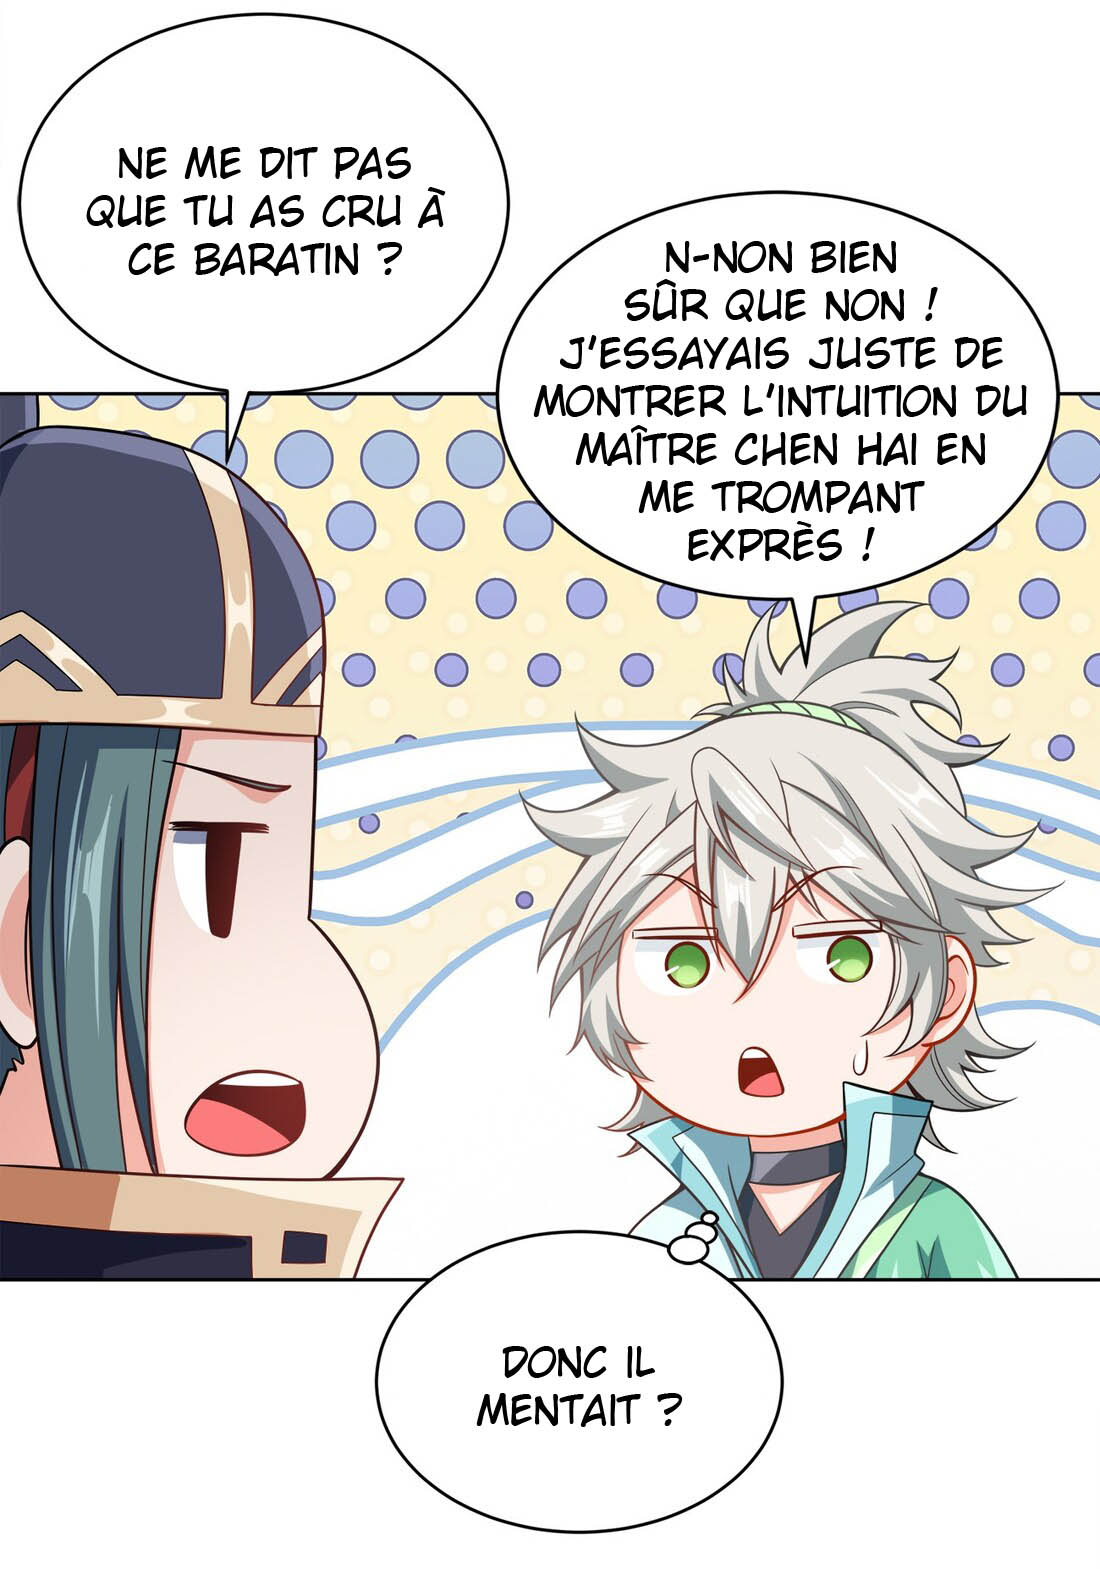 NE ME DIT PAS
QUE TU AS CRU À
CE BARATIN ?
N-NON BIEN
SÛR QUE NON !
J'ESSAYAIS JUSTE DE
MONTRER L'INTUITION DU
MAÎTRE CHEN HAI EN
ME TROMPANT
EXPRÈS !
DONC IL
MENTAIT ?